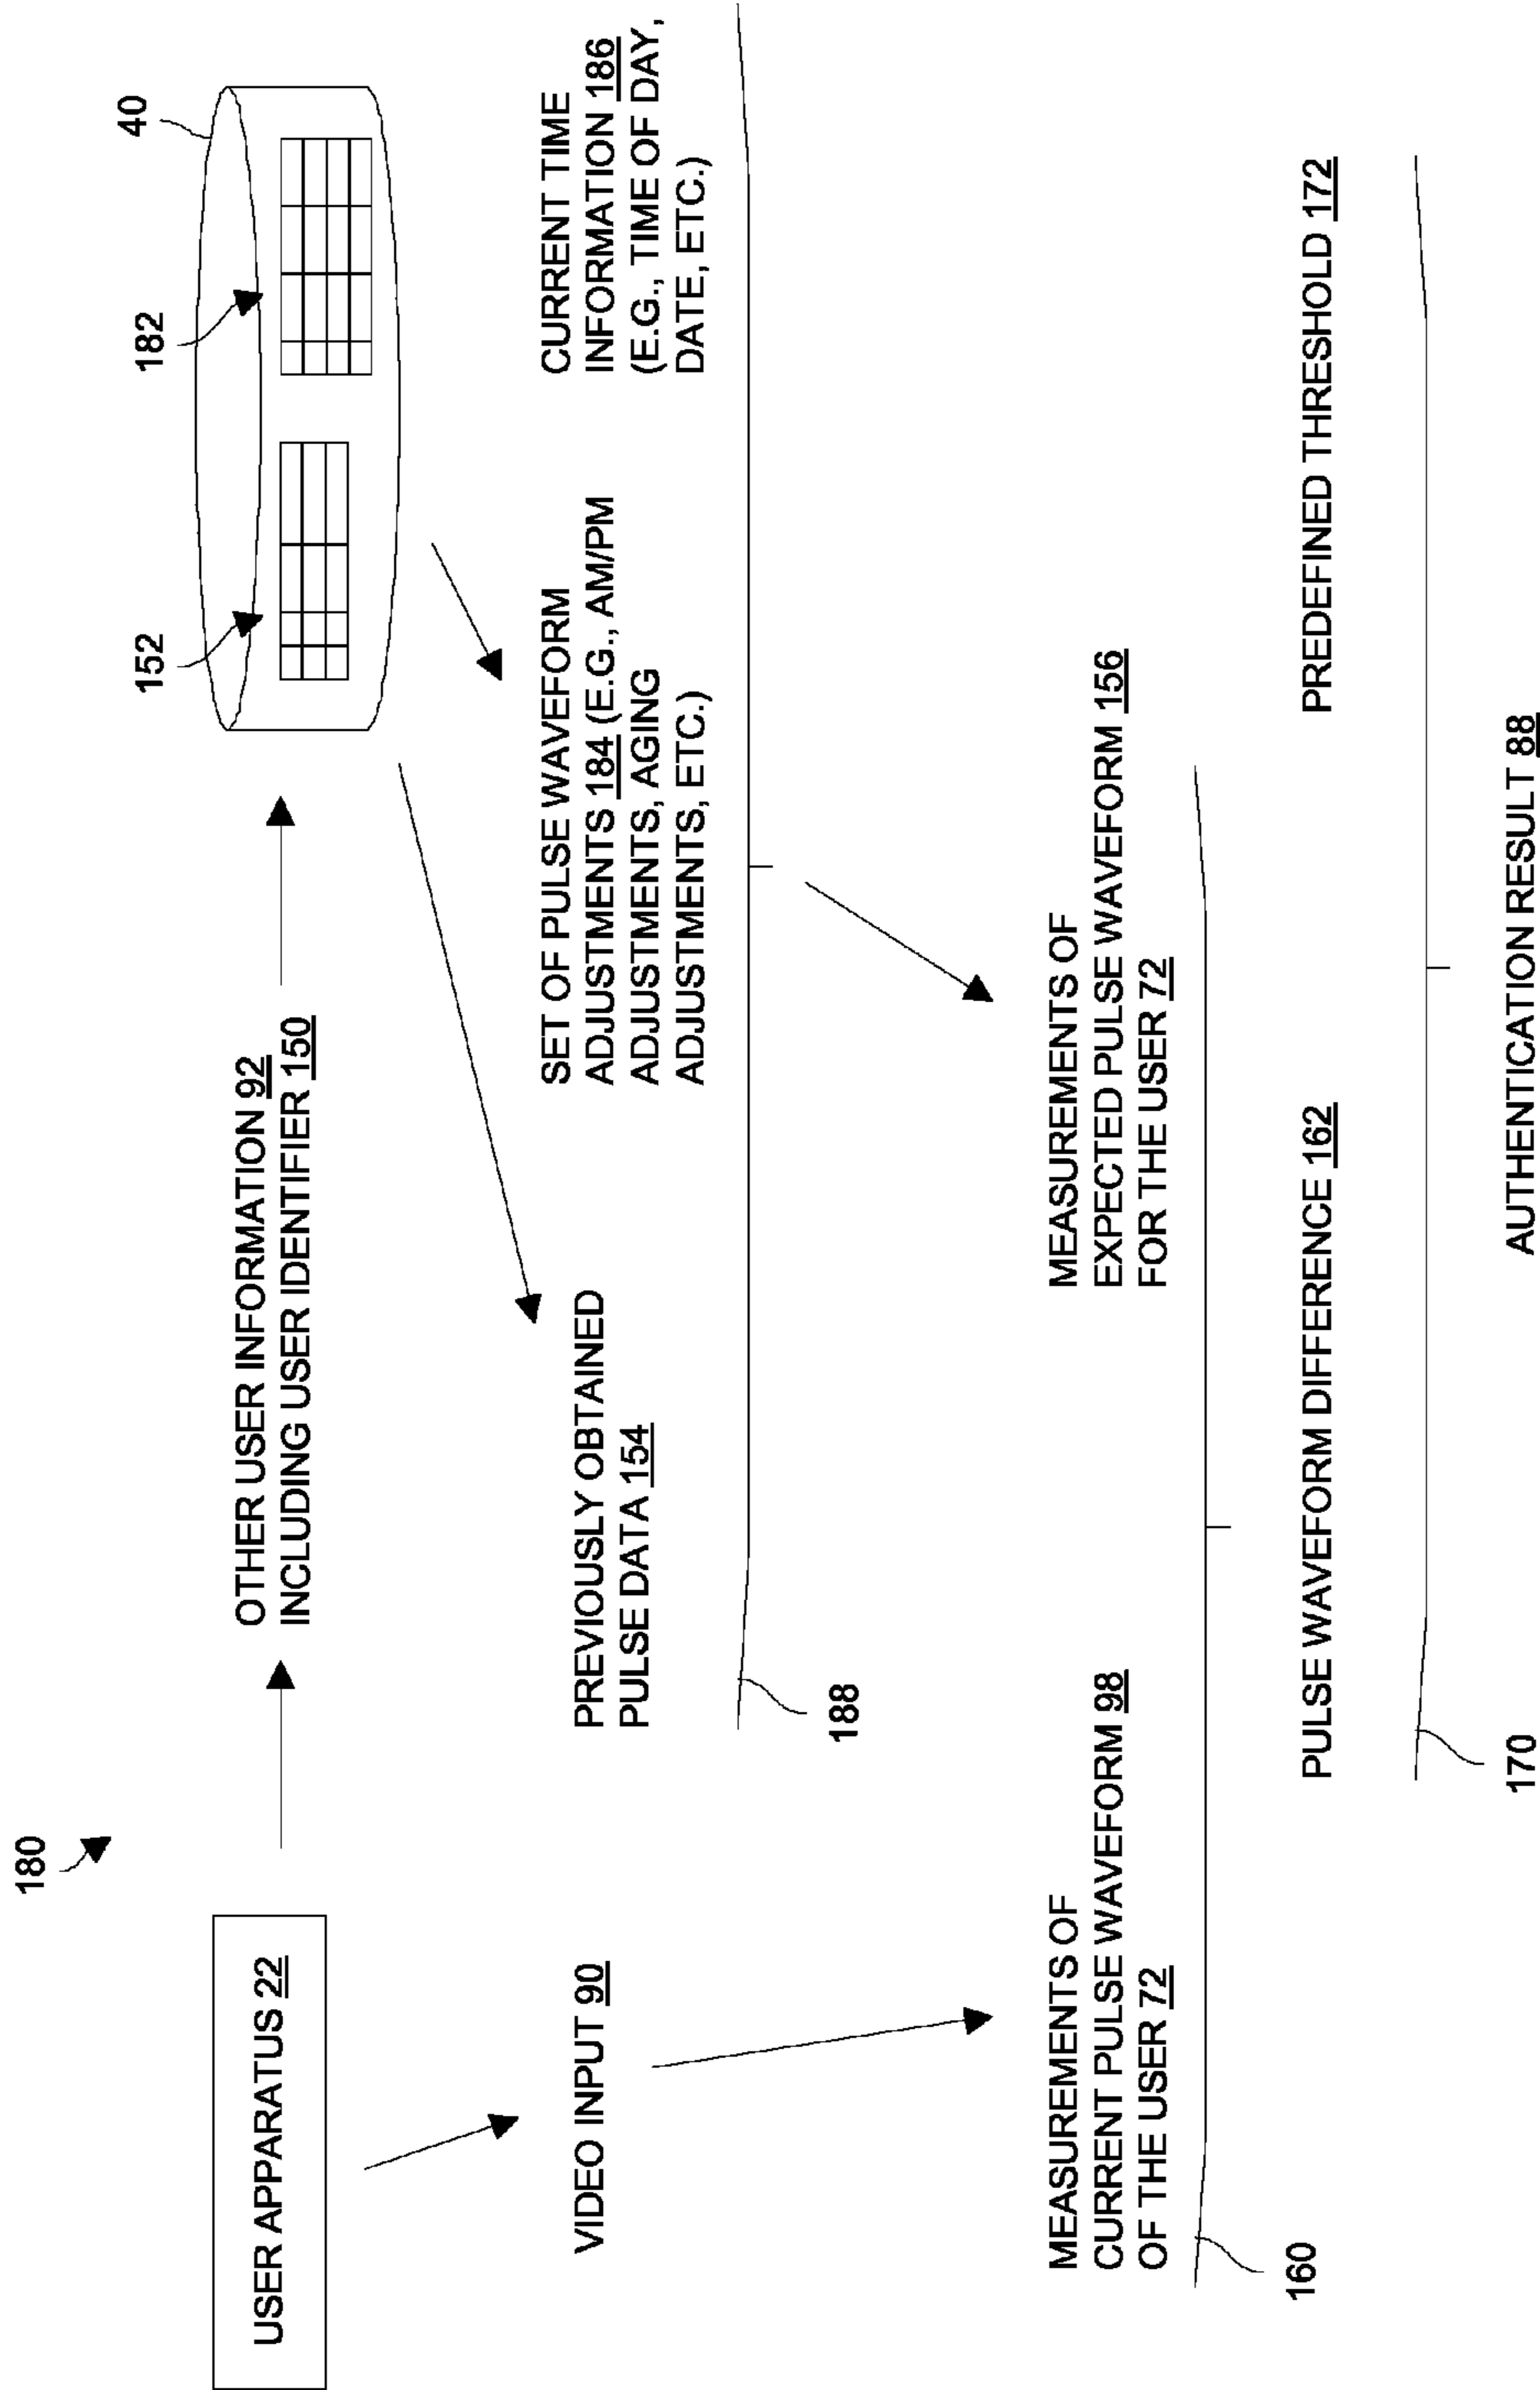 180
USER APPARATUS 22
OTHER USER INFORMATION 92
INCLUDING USER IDENTIFIER 150
152
182
40
VIDEO INPUT 90
PREVIOUSLY OBTAINED
PULSE DATA 154
SET OF PULSE WAVEFORM
ADJUSTMENTS 184 (E.G., AM/PM
ADJUSTMENTS, AGING
ADJUSTMENTS, ETC.)
CURRENT TIME
INFORMATION 186
(E.G., TIME OF DAY,
DATE, ETC.)
188
MEASUREMENTS OF
CURRENT PULSE WAVEFORM 98
OF THE USER 72
MEASUREMENTS OF
EXPECTED PULSE WAVEFORM 156
FOR THE USER 72
160
PULSE WAVEFORM DIFFERENCE 162
PREDEFINED THRESHOLD 172
170
AUTHENTICATION RESULT 88